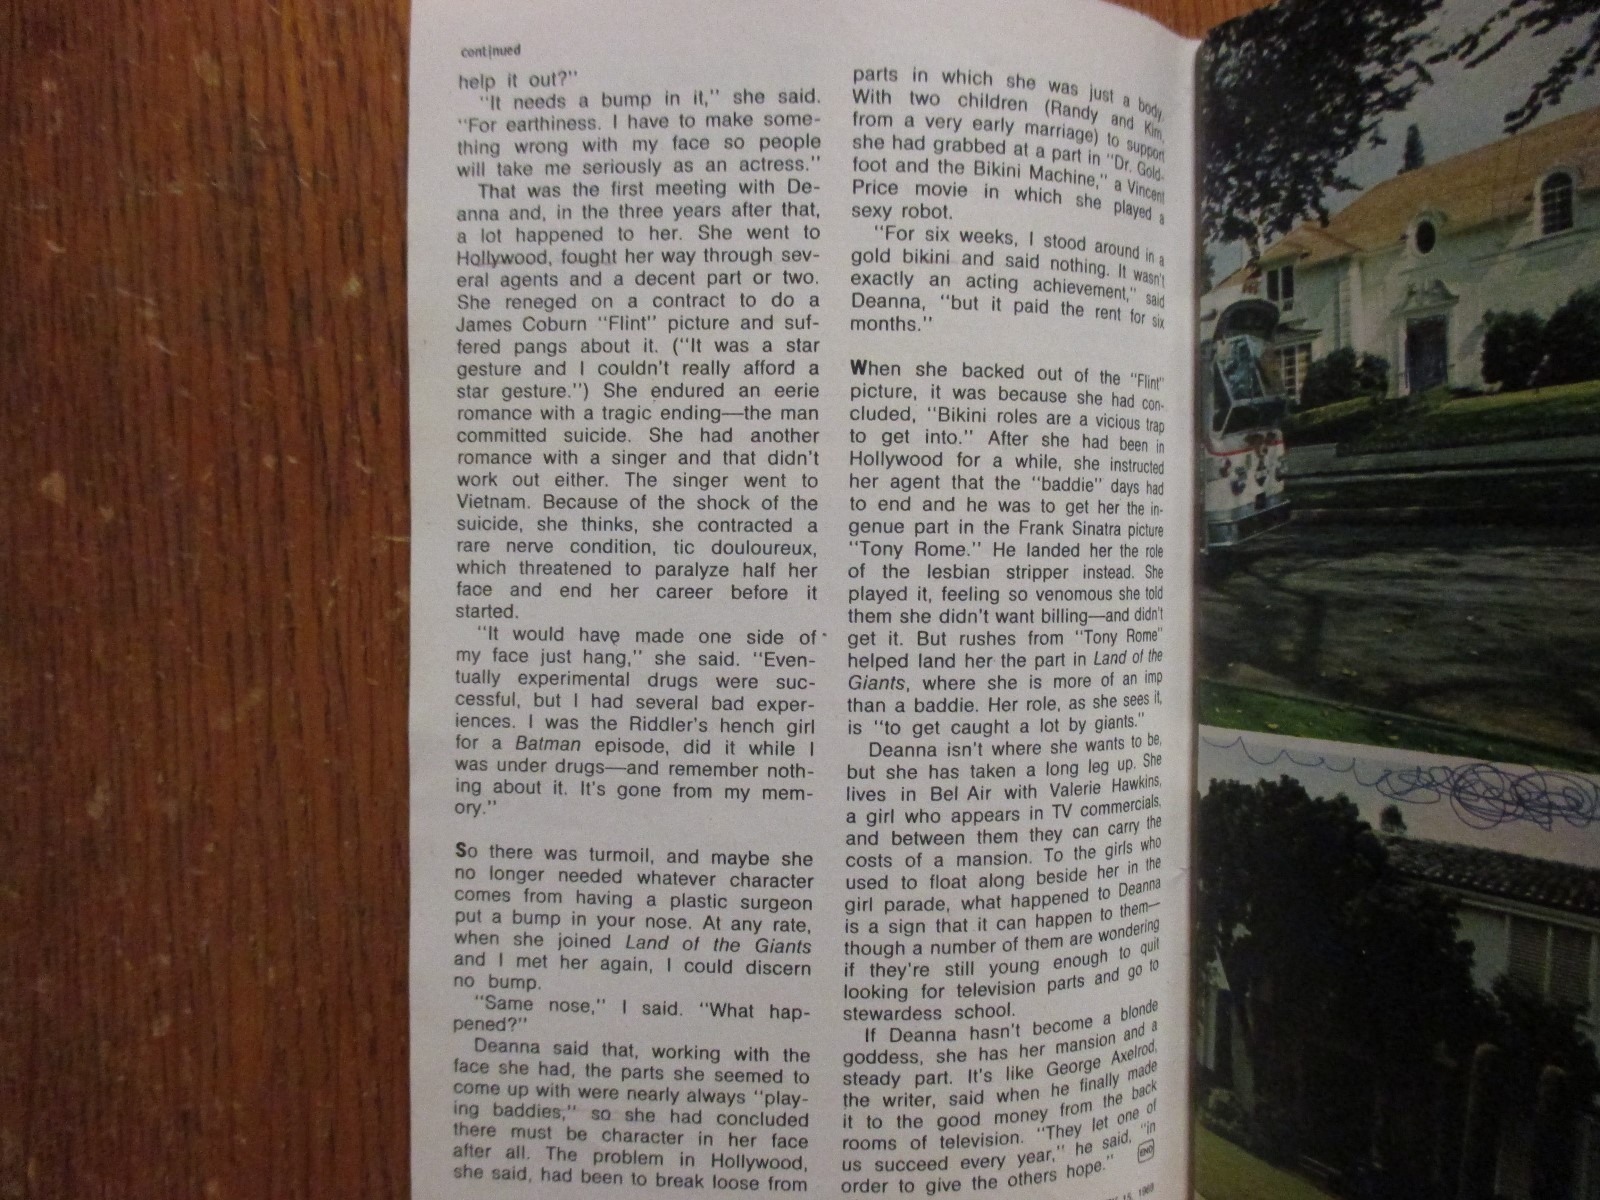 continued
help it out?"
"It needs a bump in it," she said.
"For earthiness. I have to make some-
thing wrong with my face so people
will take me seriously as an actress."
That was the first meeting with De-
anna and, in the three years after that,
a lot happened to her. She went to
Hollywood, fought her way through sev-
eral agents and a decent part or two.
She reneged on a contract to do a
James Coburn "Flint" picture and suf-
fered pangs about it. ("It was a star
gesture and I couldn't really afford a
star gesture.") She endured an eerie
romance with a tragic ending—the man
committed suicide. She had another
romance with a singer and that didn't
work out either. The singer went to
Vietnam. Because of the shock of the
suicide, she thinks, she contracted a
rare nerve condition, tic douloureux,
which threatened to paralyze half her
face and end her career before it
started.
"It would have made one side of
my face just hang," she said. "Even-
tually experimental drugs were suc-
cessful, but I had several bad exper-
iences. I was the Riddler's hench girl
for a Batman episode, did it while I
was under drugs—and remember noth-
ing about it. It's gone from my mem-
ory."
So there was turmoil, and maybe she
no longer needed whatever character
comes from having a plastic surgeon
put a bump in your nose. At any rate,
when she joined Land of the Giants
and I met her again, I could discern
no bump.
"Same nose," I said. "What hap-
pened?"
Deanna said that, working with the
face she had, the parts she seemed to
come up with were nearly always "play-
ing baddies," so she had concluded
there must be character in her face
after all. The problem in Hollywood,
she said, had been to break loose from
parts in which she was just a body.
With two children (Randy and Kim,
from a very early marriage) to support
she had grabbed at a part in "Dr. Gold-
foot and the Bikini Machine," a Vincent
Price movie in which she played a
sexy robot.
"For six weeks, I stood around in a
gold bikini and said nothing. It wasn't
exactly an acting achievement," said
Deanna, "but it paid the rent for six
months."
When she backed out of the "Flint"
picture, it was because she had con-
cluded, "Bikini roles are a vicious trap
to get into." After she had been in
Hollywood for a while, she instructed
her agent that the "baddie" days had
to end and he was to get her the in-
genue part in the Frank Sinatra picture
"Tony Rome." He landed her the role
of the lesbian stripper instead. She
played it, feeling so venomous she told
them she didn't want billing—and didn't
get it. But rushes from "Tony Rome"
helped land her the part in Land of the
Giants, where she is more of an imp
than a baddie. Her role, as she sees it,
is "to get caught a lot by giants."
Deanna isn't where she wants to be,
but she has taken a long leg up. She
lives in Bel Air with Valerie Hawkins,
a girl who appears in TV commercials,
and between them they can carry the
costs of a mansion. To the girls who
used to float along beside her in the
girl parade, what happened to Deanna
is a sign that it can happen to them—
though a number of them are wondering
if they're still young enough to quit
looking for television parts and go to
stewardess school.
If Deanna hasn't become a blonde
goddess, she has her mansion and a
steady part. It's like George Axelrod,
the writer, said when he finally made
it to the good money from the back
rooms of television. "They let one of
us succeed every year," he said, "in
order to give the others hope." END
15, 1969